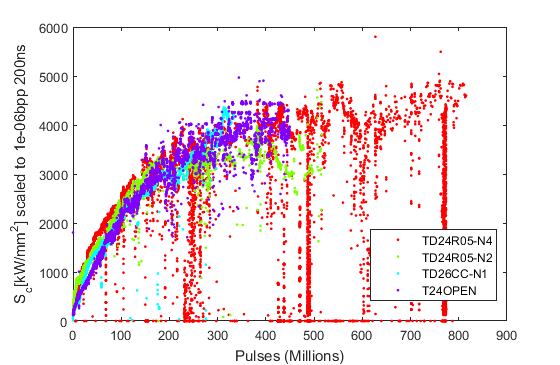 6000
5000
4000
3000
2000
1000
0
S_c[kW/mm²] scaled to 1e-06bpp 200ns
TD24R05-N4
TD24R05-N2
TD26CC-N1
T24OPEN
0 100 200 300 400 500 600 700 800 900
Pulses (Millions)